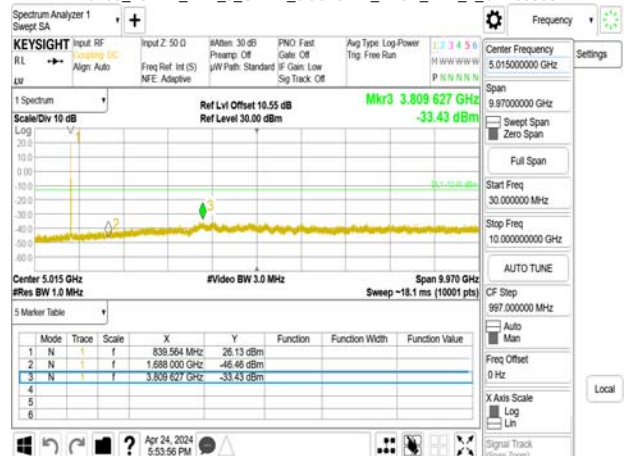 Spectrum Analyzer 1
Swept SA
+
Frequency
KEYSIGHT
Input: RF
Coupling: DC
Align: Auto
Input Z: 50 Ω
Freq Ref: Int (S)
NFE: Adaptive
#Atten: 30 dB
Preamp: Off
µW Path: Standard
PNO: Fast
Gate: Off
IF Gain: Low
Sig Track: Off
Avg Type: Log-Power
Trig: Free Run
1 2 3 4 5 6
M W W W W W
P N N N N N
RL
Center Frequency
5.015000000 GHz
Settings
Span
9.97000000 GHz
Swept Span
Zero Span
Full Span
Start Freq
30.000000 MHz
Stop Freq
10.000000000 GHz
AUTO TUNE
CF Step
997.000000 MHz
Auto
Man
Freq Offset
0 Hz
X Axis Scale
Log
Lin
Signal Track
(Span Zoom)
Local
1 Spectrum
Scale/Div 10 dB
Log
Ref Lvl Offset 10.55 dB
Ref Level 30.00 dBm
Mkr3 3.809 627 GHz
-33.43 dBm
20.0
10.0
0.00
-10.0
-20.0
-30.0
-40.0
-50.0
-60.0
1
2
3
Center 5.015 GHz
#Res BW 1.0 MHz
#Video BW 3.0 MHz
Span 9.970 GHz
Sweep ~18.1 ms (10001 pts)
5 Marker Table
Mode Trace Scale X Y Function Function Width Function Value
1 N 1 f 839.564 MHz 26.13 dBm
2 N 1 f 1.688 000 GHz -46.46 dBm
3 N 1 f 3.809 627 GHz -33.43 dBm
4
5
6
? Apr 24, 2024
5:53:56 PM